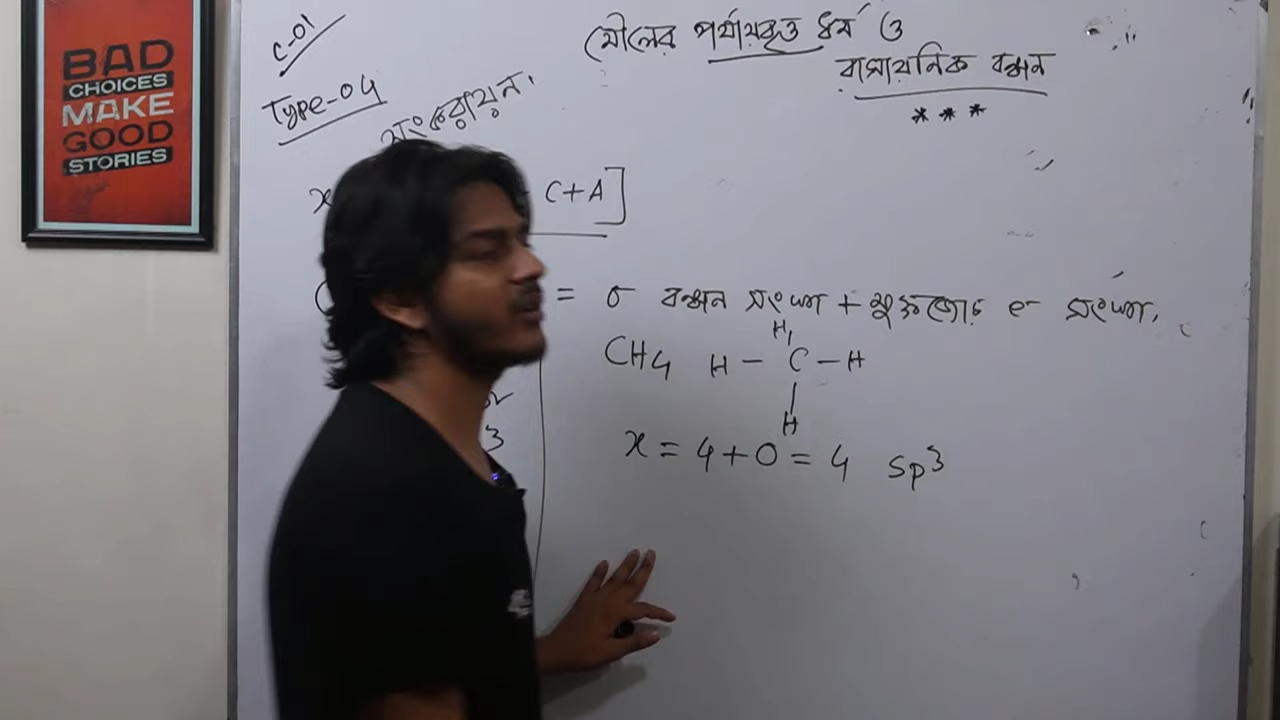 BAD
CHOICES
MAKE
GOOD
STORIES
C-01
Type-04
সংকরায়ন.
মৌলের পর্যায়বৃত্ত ধর্ম ও
রাসায়নিক বন্ধন
* * *
x
C+A]
= σ বন্ধন সংখ্যা + মুক্তজোড় e- সংখ্যা,
CH4 H - C - H
H
H
x = 4+0 = 4 sp3
3